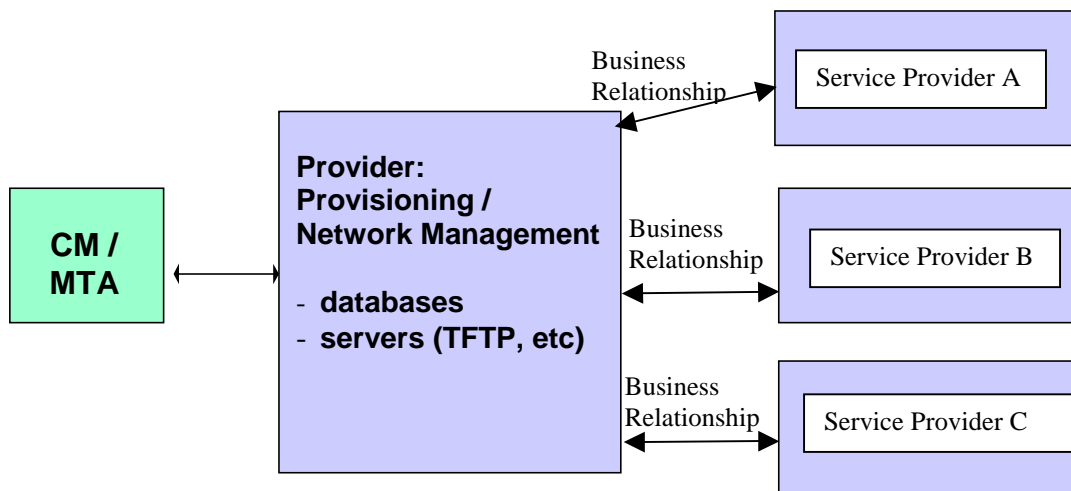 CM /
MTA
Provider:
Provisioning /
Network Management
- databases
- servers (TFTP, etc)
Business
Relationship
Service Provider A
Business
Relationship
Service Provider B
Business
Relationship
Service Provider C